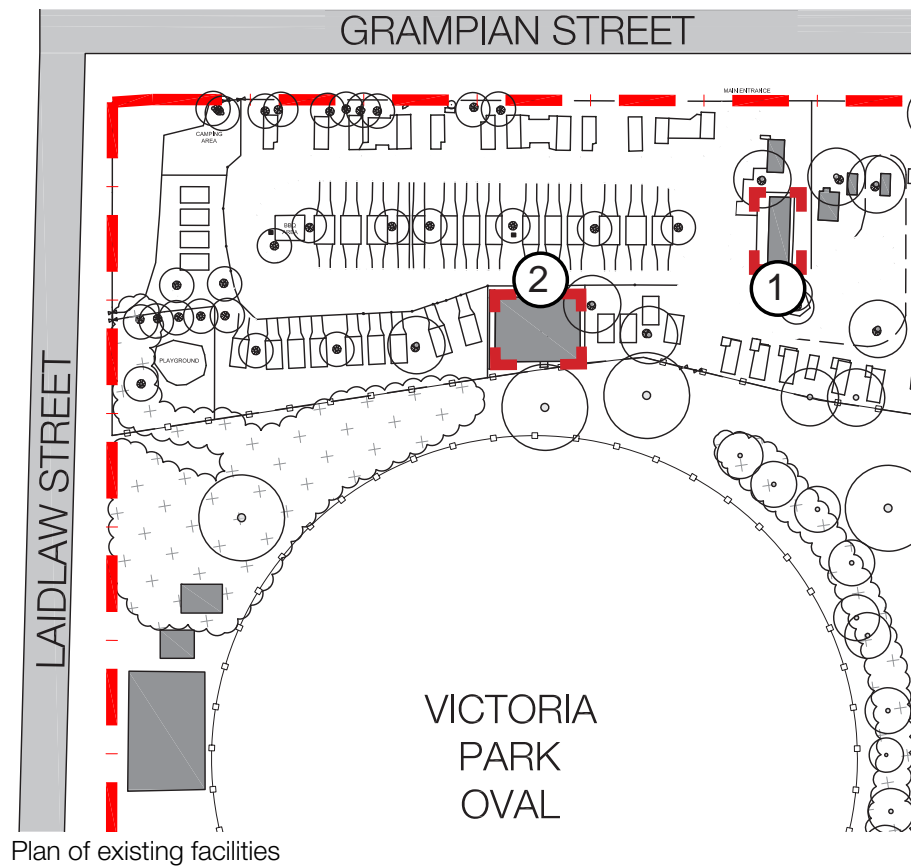 GRAMPIAN STREET
MAIN ENTRANCE
CAMPING
AREA
BBQ
AREA
2
1
PLAYGROUND
LAIDLAW STREET
VICTORIA
PARK
OVAL
Plan of existing facilities